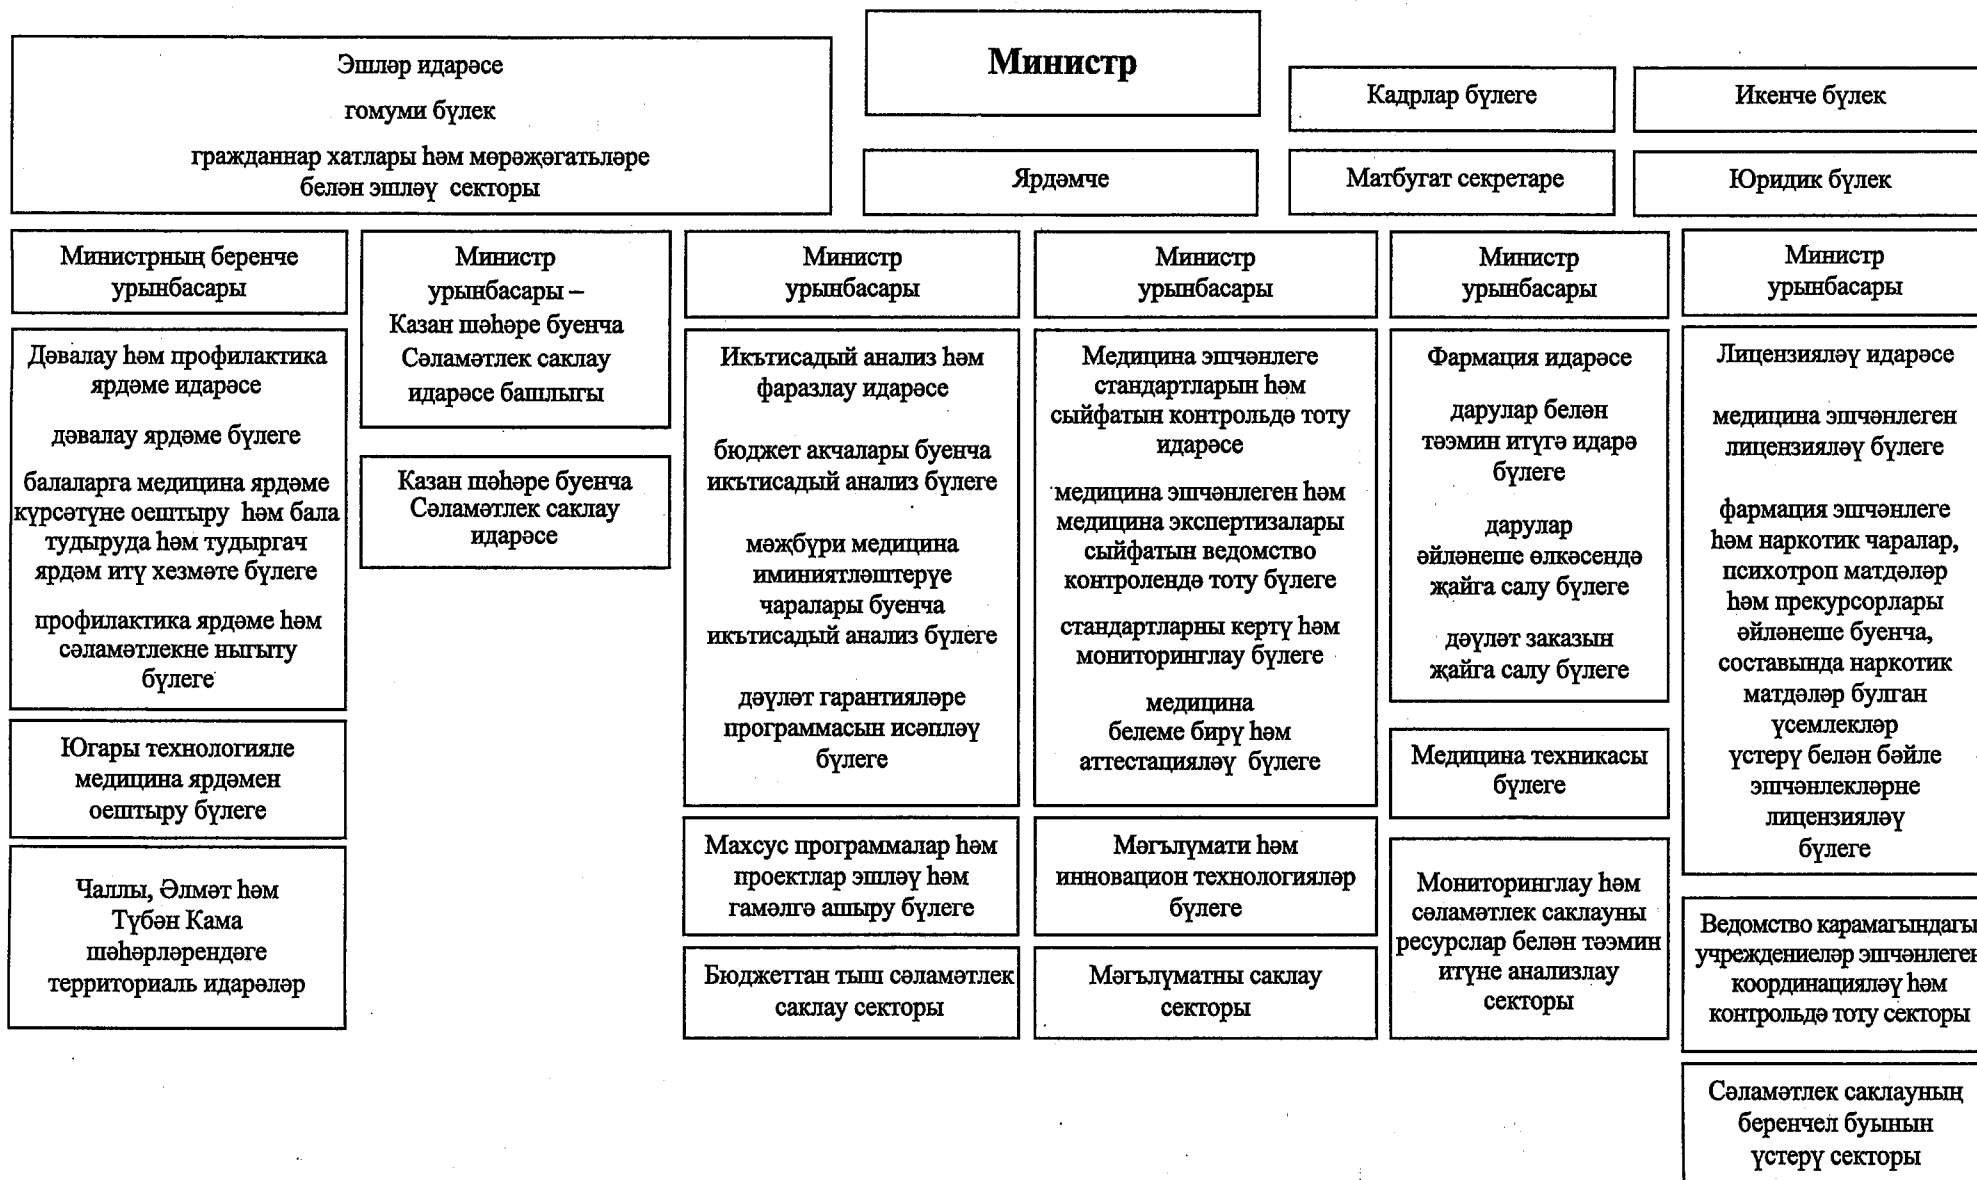 Министр
Эшләр идарәсе
гомуми бүлек
гражданнар хатлары һәм мөрәҗәгатьләре
белән эшләү секторы
Кадрлар бүлеге
Икенче бүлек
Ярдәмче
Матбугат секретаре
Юридик бүлек
Министрның беренче
урынбасары
Дәвалау һәм профилактика
ярдәме идарәсе
дәвалау ярдәме бүлеге
балаларга медицина ярдәме
күрсәтүне оештыру һәм бала
тудыруда һәм тудыргач
ярдәм итү хезмәте бүлеге
профилактика ярдәме һәм
сәламәтлекне ныгыту
бүлеге
Югары технологияле
медицина ярдәмен
оештыру бүлеге
Чаллы, Әлмәт һәм
Түбән Кама
шәһәрләрендәге
территориаль идарәләр
Министр
урынбасары –
Казан шәһәре буенча
Сәламәтлек саклау
идарәсе башлыгы
Казан шәһәре буенча
Сәламәтлек саклау
идарәсе
Министр
урынбасары
Икътисадый анализ һәм
фаразлау идарәсе
бюджет акчалары буенча
икътисадый анализ бүлеге
мәҗбүри медицина
иминиятләштерүе
чаралары буенча
икътисадый анализ бүлеге
дәүләт гарантияләре
программасын исәпләү
бүлеге
Махсус программалар һәм
проектлар эшләү һәм
гамәлгә ашыру бүлеге
Бюджеттан тыш сәламәтлек
саклау секторы
Министр
урынбасары
Медицина эшчәнлеге
стандартларын һәм
сыйфатын контрольдә тоту
идарәсе
медицина эшчәнлеген һәм
медицина экспертизалары
сыйфатын ведомство
контролендә тоту бүлеге
стандартларны кертү һәм
мониторинглау бүлеге
медицина
белеме бирү һәм
аттестацияләү бүлеге
Мәгълүмати һәм
инновацион технологияләр
бүлеге
Мәгълүматны саклау
секторы
Министр
урынбасары
Фармация идарәсе
дарулар белән
тәэмин итүгә идарә
бүлеге
дарулар
әйләнеше өлкәсендә
җайга салу бүлеге
дәүләт заказын
җайга салу бүлеге
Медицина техникасы
бүлеге
Мониторинглау һәм
сәламәтлек саклауны
ресурслар белән тәэмин
итүне анализлау
секторы
Министр
урынбасары
Лицензияләү идарәсе
медицина эшчәнлеген
лицензияләү бүлеге
фармация эшчәнлеге
һәм наркотик чаралар,
психотроп матдәләр
һәм прекурсорлары
әйләнеше буенча,
составында наркотик
матдәләр булган
үсемлекләр
үстерү белән бәйле
эшчәнлекләрне
лицензияләү
бүлеге
Ведомство карамагындагы
учреждениеләр эшчәнлеген
координацияләү һәм
контрольдә тоту секторы
Сәламәтлек саклауның
беренчел буынын
үстерү секторы